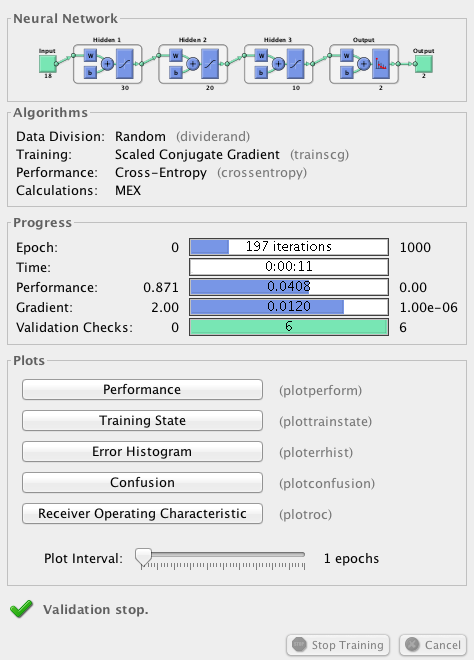 Neural Network
Hidden 1 Hidden 2 Hidden 3 Output
Input Output
W W W W
b b b b
18 30 20 10 2 2
Algorithms
Data Division: Random (dividerand)
Training: Scaled Conjugate Gradient (trainscg)
Performance: Cross-Entropy (crossentropy)
Calculations: MEX
Progress
Epoch: 0 197 iterations 1000
Time: 0:00:11
Performance: 0.871 0.0408 0.00
Gradient: 2.00 0.0120 1.00e-06
Validation Checks: 0 6 6
Plots
Performance (plotperform)
Training State (plottrainstate)
Error Histogram (ploterrhist)
Confusion (plotconfusion)
Receiver Operating Characteristic (plotroc)
Plot Interval: 1 epochs
Validation stop.
Stop Training Cancel